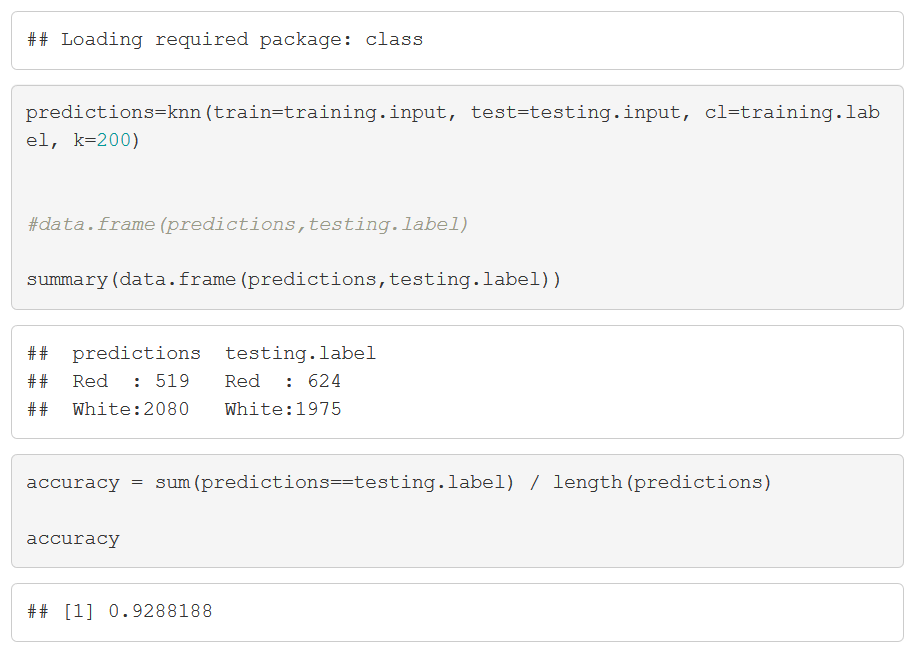 ## Loading required package: class
predictions=knn(train=training.input, test=testing.input, cl=training.lab
el, k=200)
#data.frame(predictions,testing.label)
summary(data.frame(predictions,testing.label))
##  predictions  testing.label
##  Red  : 519   Red  : 624
##  White:2080   White:1975
accuracy = sum(predictions==testing.label) / length(predictions)
accuracy
## [1] 0.9288188